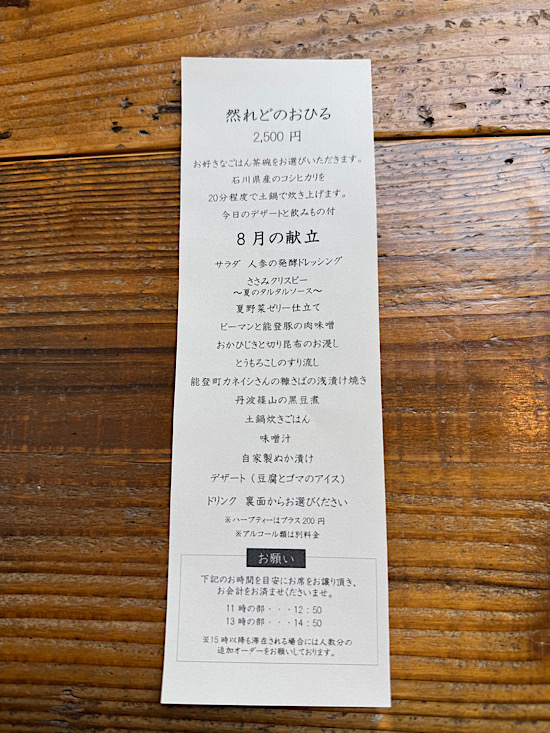 然れどのおひる
2,500 円
お好きなごはん茶碗をお選びいただきます。
石川県産のコシヒカリを
20分程度で土鍋で炊き上げます。
今日のデザートと飲みもの付
8月の献立
サラダ 人参の発酵ドレッシング
ささみクリスピー
～夏のタルタルソース～
夏野菜ゼリー仕立て
ピーマンと能登豚の肉味噌
おかひじきと切り昆布のお浸し
とうもろこしのすり流し
能登町カネイシさんの糠さばの浅漬け焼き
丹波篠山の黒豆煮
土鍋炊きごはん
味噌汁
自家製ぬか漬け
デザート（豆腐とゴマのアイス）
ドリンク 裏面からお選びください
※ハーブティーはプラス200円
※アルコール類は別料金
お願い
下記のお時間を目安にお席をお譲り頂き、
お会計をお済ませくださいませ。
11時の部・・・12:50
13時の部・・・14:50
※15時以降も滞在される場合には人数分の
追加オーダーをお願いしております。